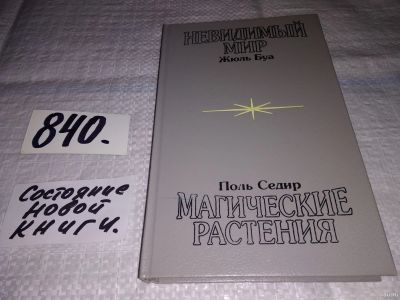 НЕВИДИМЫЙ
МИР
Жюль Буа
840.
Состояние
новой
книги.
Поль Седир
МАГИЧЕСКИЕ
РАСТЕНИЯ